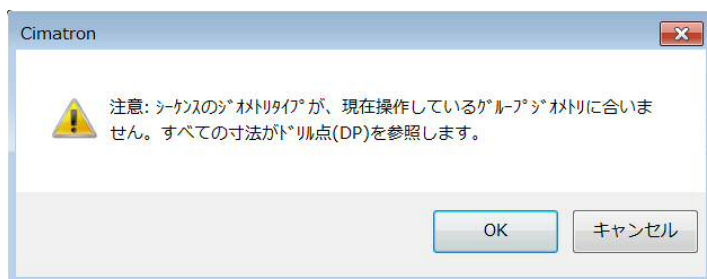 Cimatron
注意: ｼｰｹﾝｽのｼﾞｵﾒﾄﾘﾀｲﾌﾟが、現在操作しているｸﾞﾙｰﾌﾟｼﾞｵﾒﾄﾘに合いま
せん。すべての寸法がﾄﾞﾘﾙ点(DP)を参照します。
OK
キャンセル